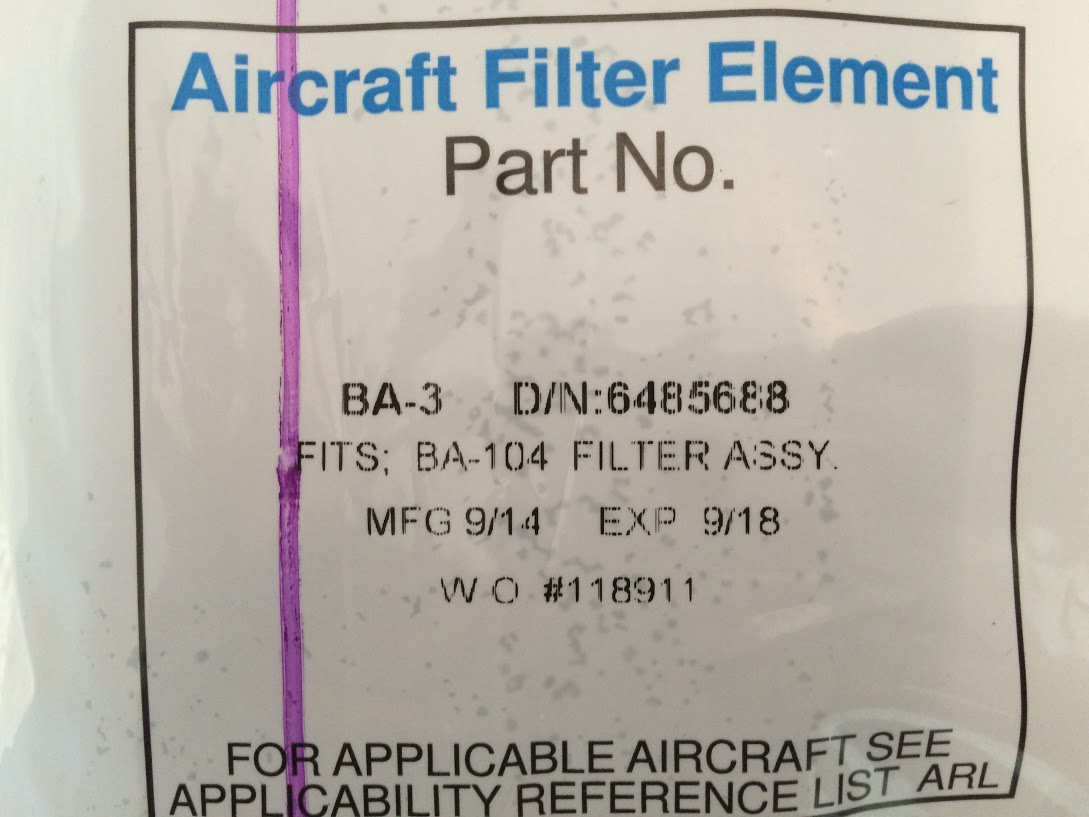 Aircraft Filter Element
Part No.
BA-3 D/N:6485688
FITS; BA-104 FILTER ASSY.
MFG 9/14 EXP 9/18
W O #118911
FOR APPLICABLE AIRCRAFT SEE
APPLICABILITY REFERENCE LIST ARL